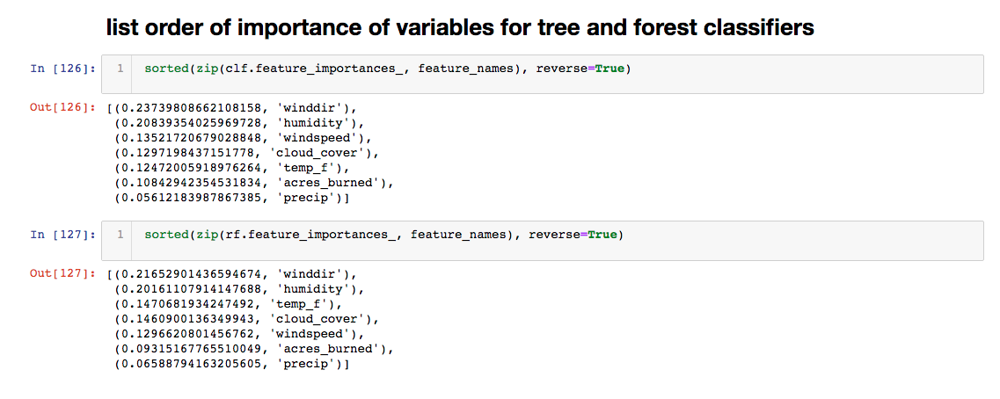 list order of importance of variables for tree and forest classifiers
In [126]: 1 sorted(zip(clf.feature_importances_, feature_names), reverse=True)
Out[126]: [(0.23739808662108158, 'winddir'),
(0.20839354025969728, 'humidity'),
(0.13521720679028848, 'windspeed'),
(0.1297198437151778, 'cloud_cover'),
(0.12472005918976264, 'temp_f'),
(0.10842942354531834, 'acres_burned'),
(0.05612183987867385, 'precip')]
In [127]: 1 sorted(zip(rf.feature_importances_, feature_names), reverse=True)
Out[127]: [(0.21652901436594674, 'winddir'),
(0.20161107914147688, 'humidity'),
(0.1470681934247492, 'temp_f'),
(0.1460900136349943, 'cloud_cover'),
(0.1296620801456762, 'windspeed'),
(0.09315167765510049, 'acres_burned'),
(0.06588794163205605, 'precip')]